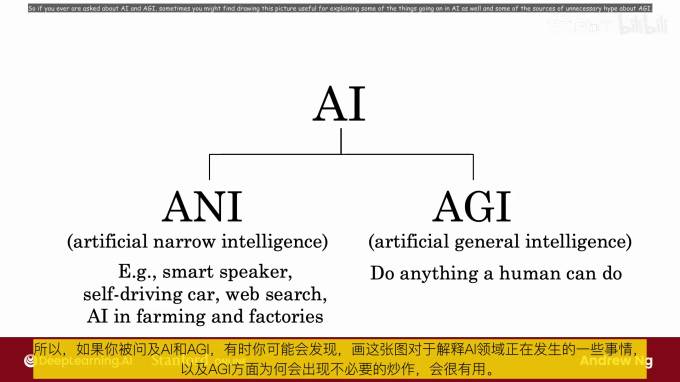 So if you ever are asked about AI and AGI, sometimes you might find drawing this picture useful for explaining some of the things going on in AI as well and some of the sources of unnecessary hype about AGI.
bilibili
AI
ANI
AGI
(artificial narrow intelligence)
(artificial general intelligence)
E.g., smart speaker,
self-driving car, web search,
AI in farming and factories
Do anything a human can do
DeepLearning.AI
Stanford
Andrew Ng
所以，如果你被问及AI和AGI，有时你可能会发现，画这张图对于解释AI领域正在发生的一些事情，
以及AGI方面为何会出现不必要的炒作，会很有用。